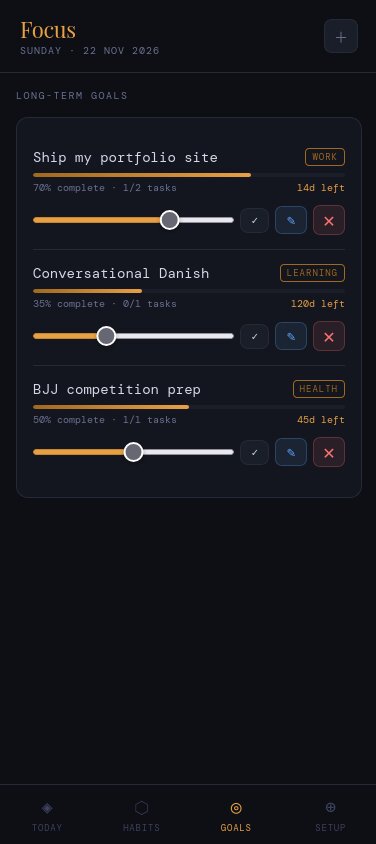 Focus
SUNDAY · 22 NOV 2026
LONG-TERM GOALS
Ship my portfolio site
WORK
70% complete · 1/2 tasks
14d left
Conversational Danish
LEARNING
35% complete · 0/1 tasks
120d left
BJJ competition prep
HEALTH
50% complete · 1/1 tasks
45d left
TODAY
HABITS
GOALS
SETUP